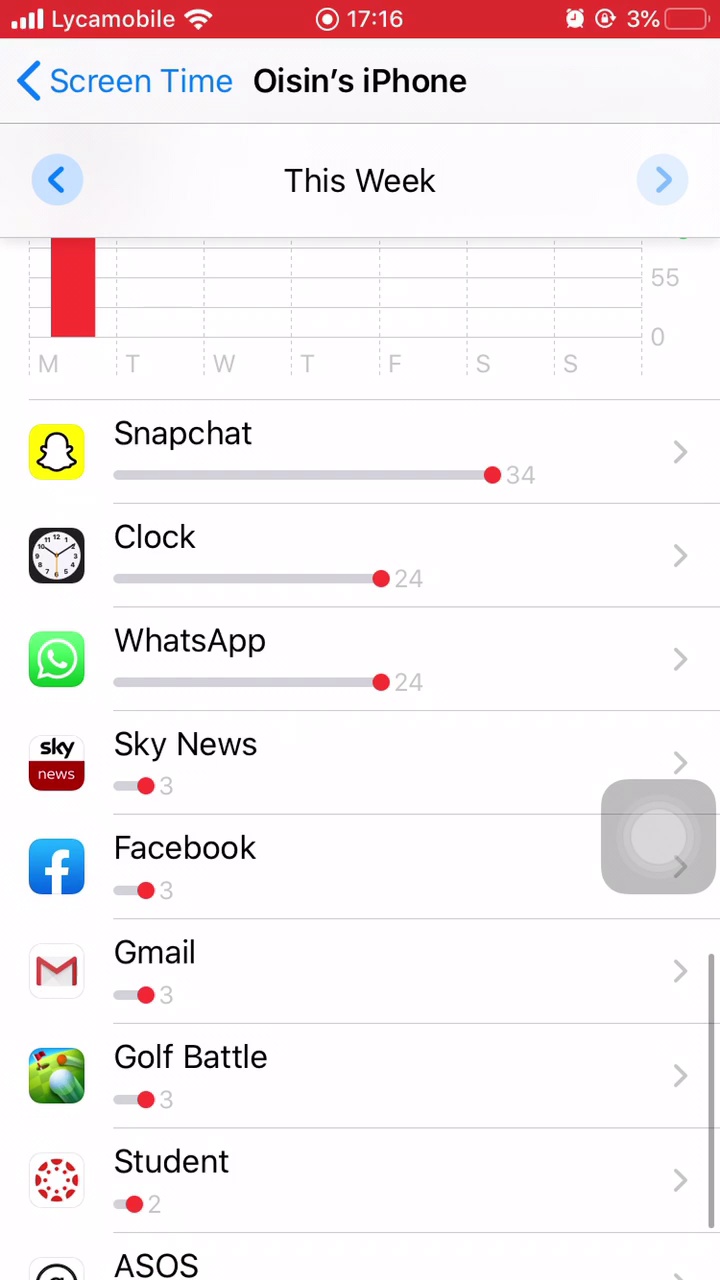 Lycamobile 17:16 3%
Screen Time Oisin's iPhone
This Week
55
0
M T W T F S S
Snapchat
34
Clock
24
WhatsApp
24
sky news
Sky News
3
Facebook
3
Gmail
3
Golf Battle
3
Student
2
ASOS